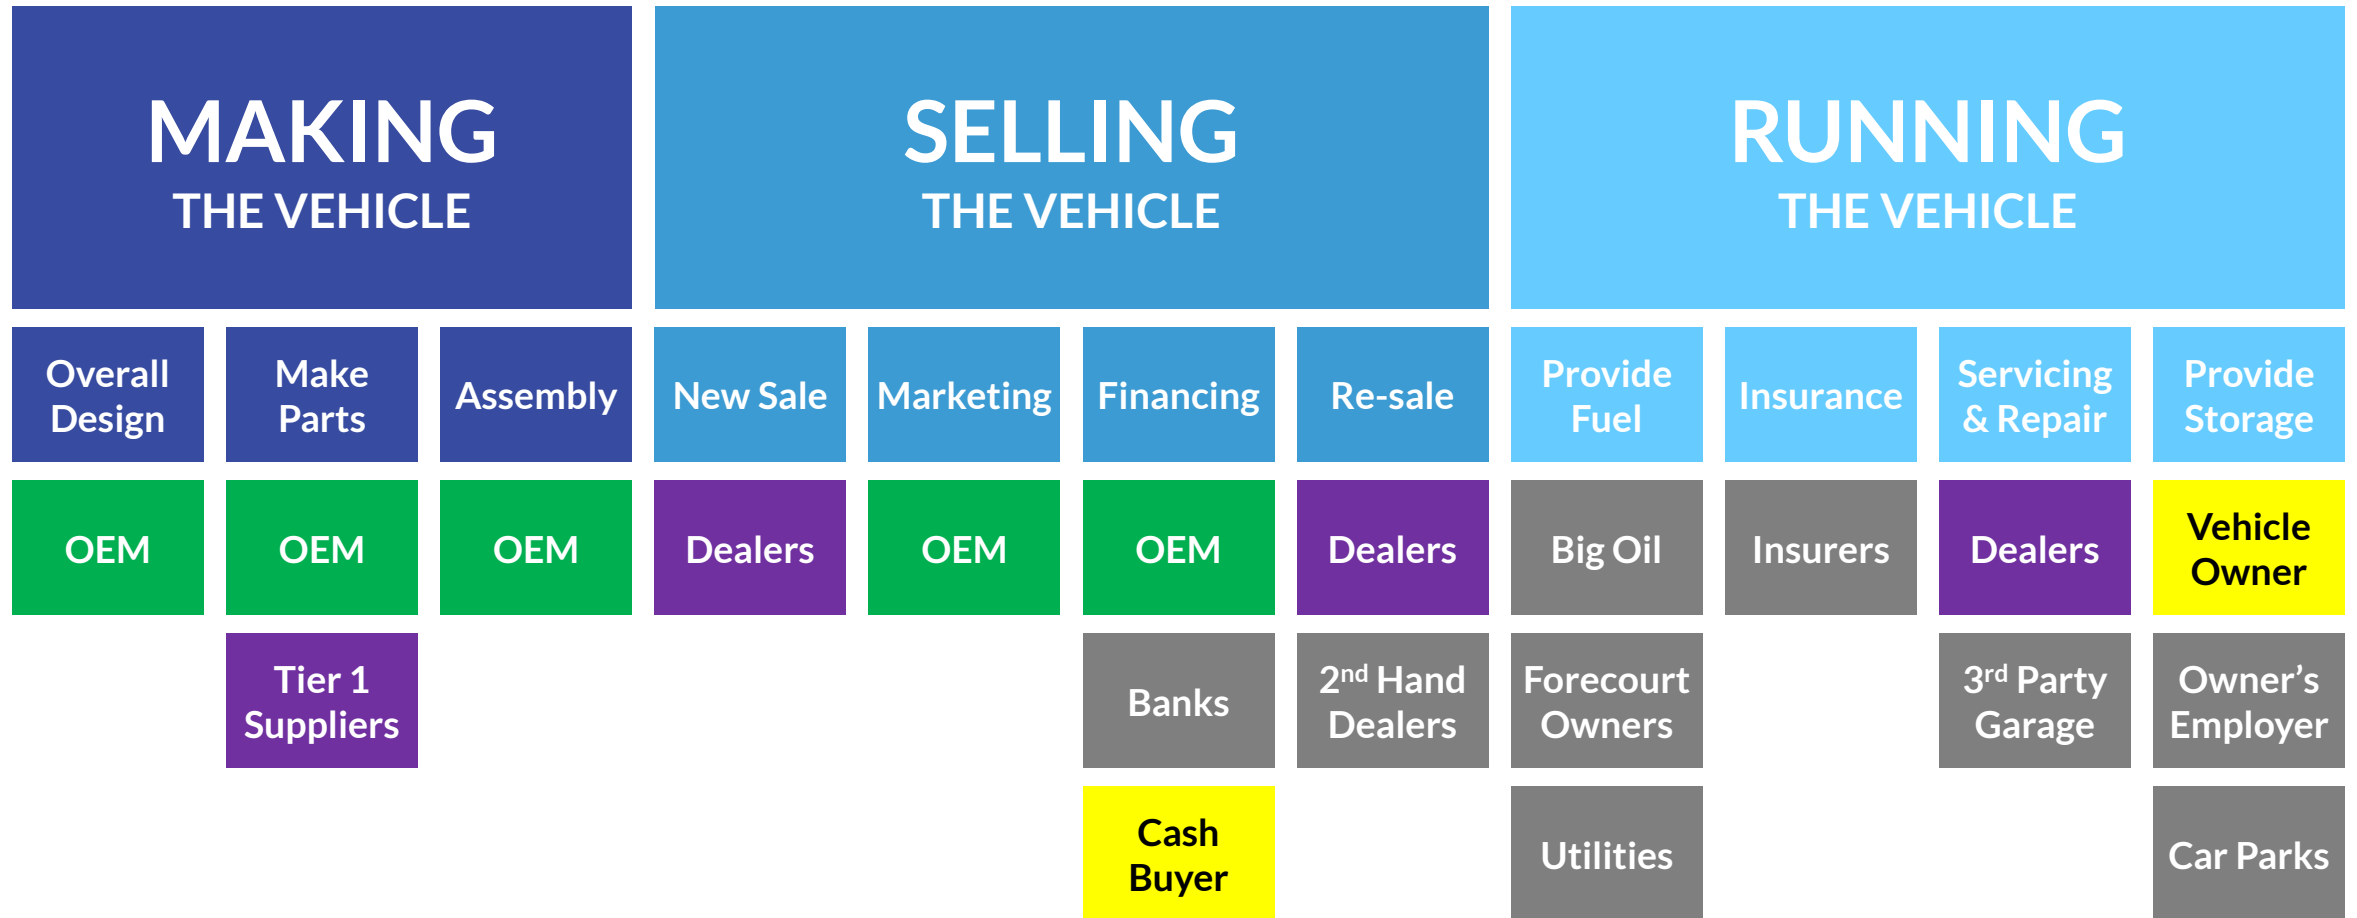 MAKING
THE VEHICLE
SELLING
THE VEHICLE
RUNNING
THE VEHICLE
Overall
Design
Make
Parts
Assembly
New Sale
Marketing
Financing
Re-sale
Provide
Fuel
Insurance
Servicing
& Repair
Provide
Storage
OEM
OEM
OEM
Dealers
OEM
OEM
Dealers
Big Oil
Insurers
Dealers
Vehicle
Owner
Tier 1
Suppliers
Banks
2nd Hand
Dealers
Forecourt
Owners
3rd Party
Garage
Owner’s
Employer
Cash
Buyer
Utilities
Car Parks